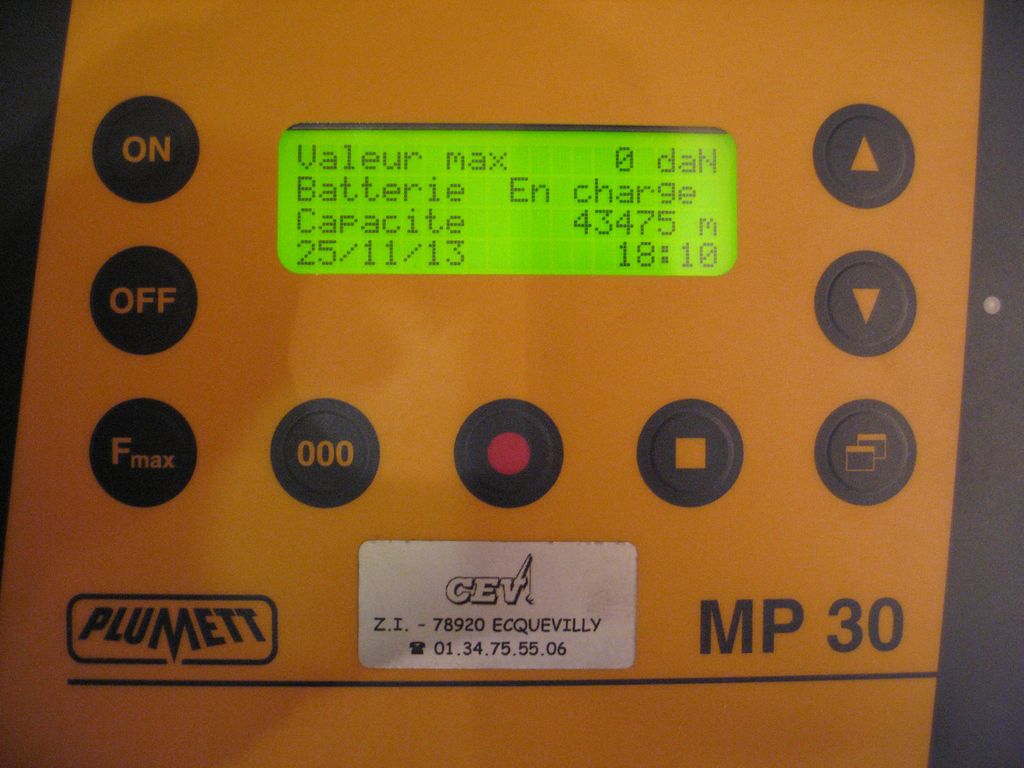 ON
Valeur max 0 daN
Batterie En charge
Capacite 43475 m
25/11/13 18:10
OFF
Fmax 000
CEV
Z.I. - 78920 ECQUEVILLY
☎ 01.34.75.55.06
PLUMETT
MP 30